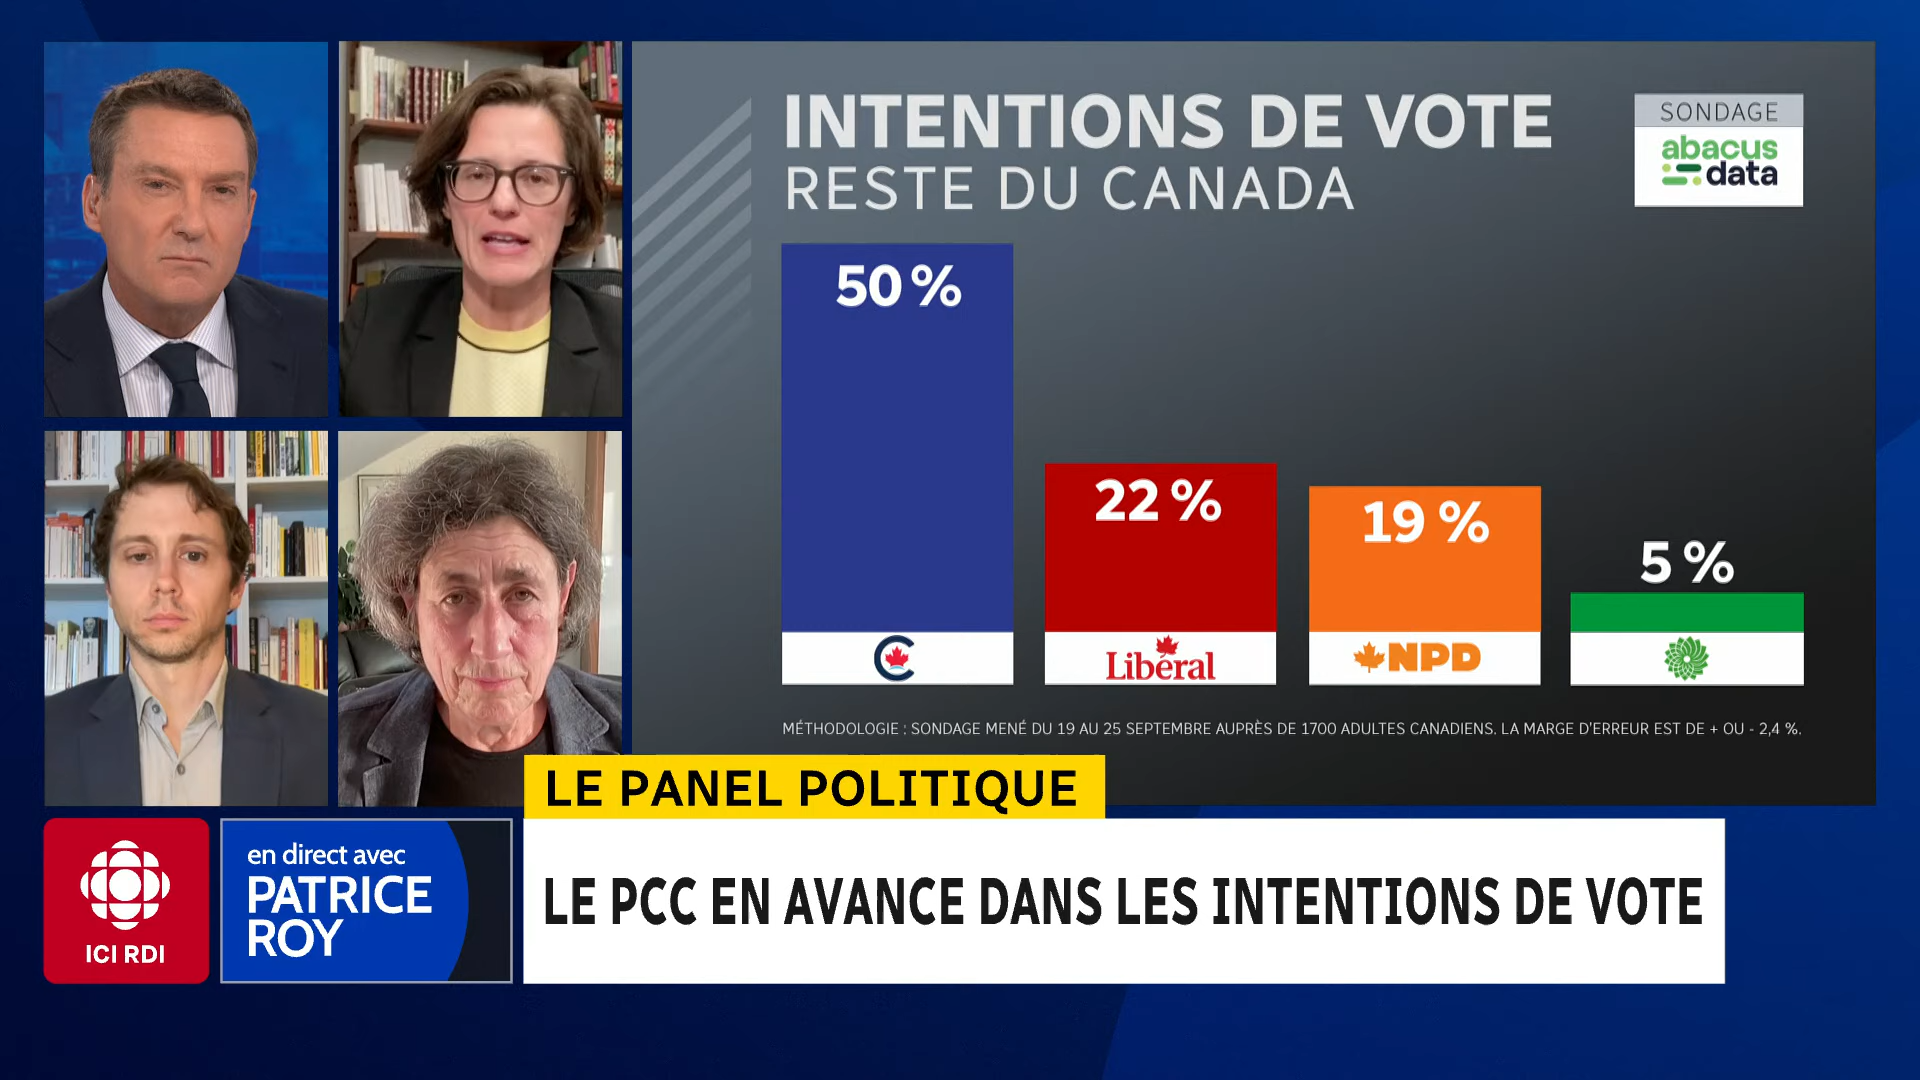 INTENTIONS DE VOTE
RESTE DU CANADA
SONDAGE
abacus
data
50 %
22 %
19 %
5 %
C
Libéral
NPD
MÉTHODOLOGIE : SONDAGE MENÉ DU 19 AU 25 SEPTEMBRE AUPRÈS DE 1700 ADULTES CANADIENS. LA MARGE D'ERREUR EST DE + OU - 2,4 %.
LE PANEL POLITIQUE
LE PCC EN AVANCE DANS LES INTENTIONS DE VOTE
ICI RDI
en direct avec
PATRICE
ROY